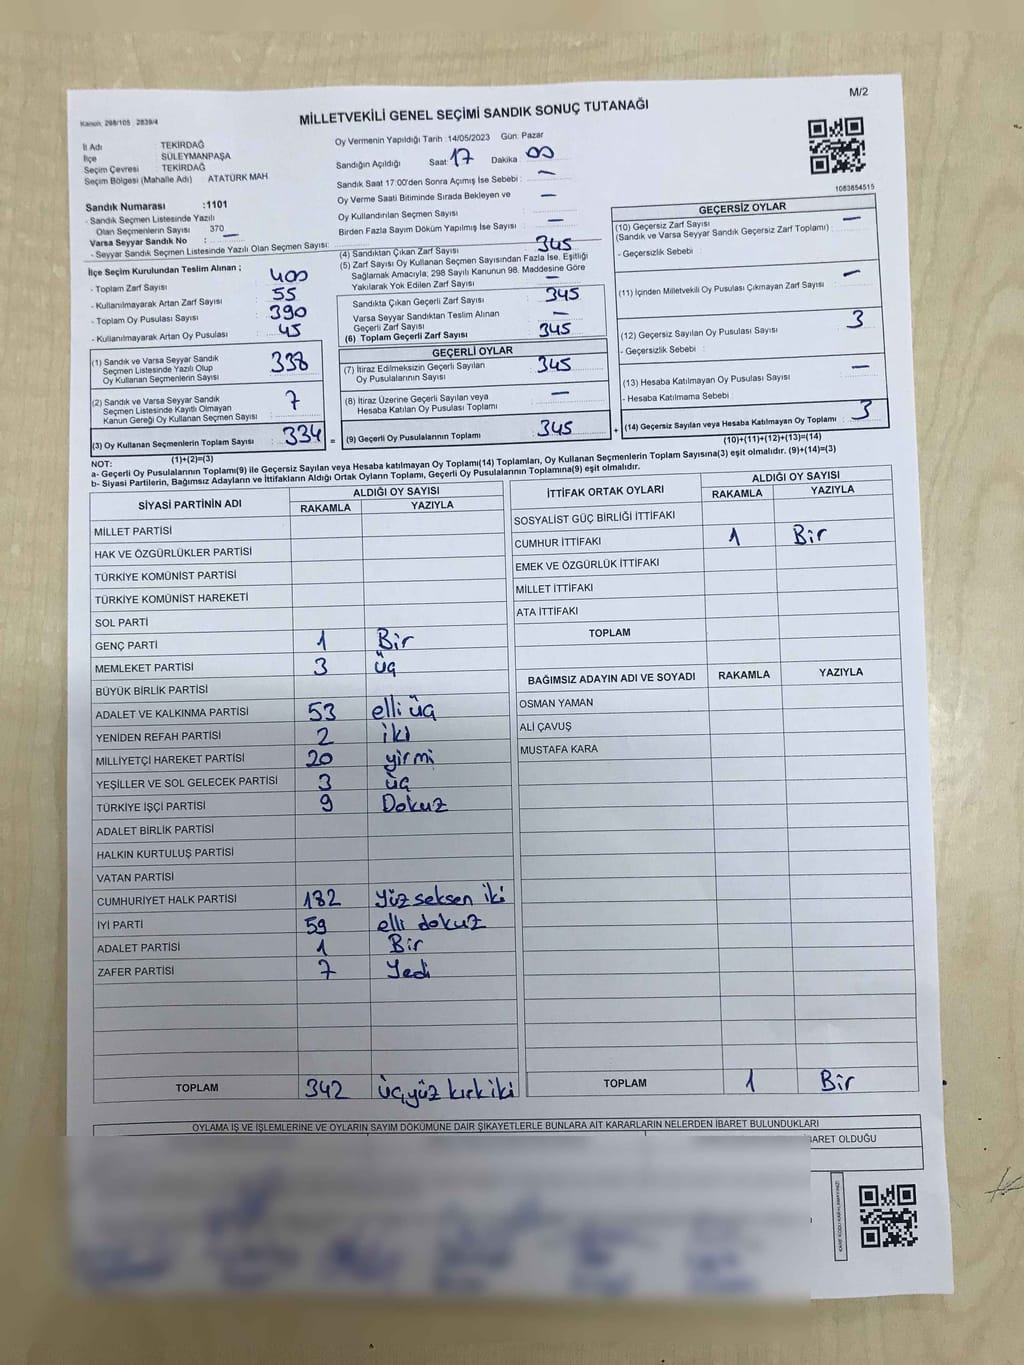 M/2
Kanun: 298/105 , 2839/4
MİLLETVEKİLİ GENEL SEÇİMİ SANDIK SONUÇ TUTANAĞI
İl Adı : TEKİRDAĞ
İlçe : SÜLEYMANPAŞA
Seçim Çevresi : TEKİRDAĞ
Seçim Bölgesi (Mahalle Adı) : ATATÜRK MAH
Sandık Numarası :1101
- Sandık Seçmen Listesinde Yazılı
Olan Seçmenlerin Sayısı 370
Varsa Seyyar Sandık No : —
- Seyyar Sandık Seçmen Listesinde Yazılı Olan Seçmen Sayısı:
Oy Vermenin Yapıldığı Tarih : 14/05/2023 Gün: Pazar
Sandığın Açıldığı Saat: 17 Dakika : 00
Sandık Saat 17:00'den Sonra Açımış İse Sebebi : —
Oy Verme Saati Bitiminde Sırada Bekleyen ve
Oy Kullandırılan Seçmen Sayısı —
Birden Fazla Sayım Döküm Yapılmış İse Sayısı : —
1083854515
İlçe Seçim Kurulundan Teslim Alınan ;
- Toplam Zarf Sayısı : 400
- Kullanılmayarak Artan Zarf Sayısı : 55
- Toplam Oy Pusulası Sayısı : 390
- Kullanılmayarak Artan Oy Pusulası : 45
(1) Sandık ve Varsa Seyyar Sandık
Seçmen Listesinde Yazılı Olup
Oy Kullanan Seçmenlerin Sayısı : 338
(2) Sandık ve Varsa Seyyar Sandık
Seçmen Listesinde Kayıtlı Olmayan
Kanun Gereği Oy Kullanan Seçmen Sayısı : 7
(3) Oy Kullanan Seçmenlerin Toplam Sayısı : 334
(1)+(2)=(3)
(4) Sandıktan Çıkan Zarf Sayısı 345
(5) Zarf Sayısı Oy Kullanan Seçmen Sayısından Fazla İse, Eşitliği
Sağlamak Amacıyla; 298 Sayılı Kanunun 98. Maddesine Göre
Yakılarak Yok Edilen Zarf Sayısı : —
Sandıkta Çıkan Geçerli Zarf Sayısı : 345
Varsa Seyyar Sandıktan Teslim Alınan
Geçerli Zarf Sayısı : —
(6) Toplam Geçerli Zarf Sayısı : 345
GEÇERLİ OYLAR
(7) İtiraz Edilmeksizin Geçerli Sayılan
Oy Pusulalarının Sayısı : 345
(8) İtiraz Üzerine Geçerli Sayılan veya
Hesaba Katılan Oy Pusulası Toplamı : —
= (9) Geçerli Oy Pusulalarının Toplamı : 345
GEÇERSİZ OYLAR
(10) Geçersiz Zarf Sayısı —
(Sandık ve Varsa Seyyar Sandık Geçersiz Zarf Toplamı) :
- Geçersizlik Sebebi
(11) İçinden Milletvekili Oy Pusulası Çıkmayan Zarf Sayısı : —
(12) Geçersiz Sayılan Oy Pusulası Sayısı : 3
- Geçersizlik Sebebi :
(13) Hesaba Katılmayan Oy Pusulası Sayısı : —
- Hesaba Katılmama Sebebi :
+ (14) Geçersiz Sayılan veya Hesaba Katılmayan Oy Toplamı : 3
(10)+(11)+(12)+(13)=(14)
NOT:
a- Geçerli Oy Pusulalarının Toplamı(9) ile Geçersiz Sayılan veya Hesaba katılmayan Oy Toplamı(14) Toplamları, Oy Kullanan Seçmenlerin Toplam Sayısına(3) eşit olmalıdır. (9)+(14)=(3)
b- Siyasi Partilerin, Bağımsız Adayların ve İttifakların Aldığı Ortak Oyların Toplamı, Geçerli Oy Pusulalarının Toplamına(9) eşit olmalıdır.
SİYASİ PARTİNİN ADI ALDIĞI OY SAYISI
RAKAMLA YAZIYLA
MİLLET PARTİSİ
HAK VE ÖZGÜRLÜKLER PARTİSİ
TÜRKİYE KOMÜNİST PARTİSİ
TÜRKİYE KOMÜNİST HAREKETİ
SOL PARTİ
GENÇ PARTİ 1 Bir
MEMLEKET PARTİSİ 3 üç
BÜYÜK BİRLİK PARTİSİ
ADALET VE KALKINMA PARTİSİ 53 elli üç
YENİDEN REFAH PARTİSİ 2 iki
MİLLİYETÇİ HAREKET PARTİSİ 20 yirmi
YEŞİLLER VE SOL GELECEK PARTİSİ 3 üç
TÜRKİYE İŞÇİ PARTİSİ 9 Dokuz
ADALET BİRLİK PARTİSİ
HALKIN KURTULUŞ PARTİSİ
VATAN PARTİSİ
CUMHURİYET HALK PARTİSİ 182 yüz seksen iki
İYİ PARTİ 59 elli dokuz
ADALET PARTİSİ 1 Bir
ZAFER PARTİSİ 7 Yedi
TOPLAM 342 üçyüz kırk iki
İTTİFAK ORTAK OYLARI ALDIĞI OY SAYISI
RAKAMLA YAZIYLA
SOSYALİST GÜÇ BİRLİĞİ İTTİFAKI
CUMHUR İTTİFAKI 1 Bir
EMEK VE ÖZGÜRLÜK İTTİFAKI
MİLLET İTTİFAKI
ATA İTTİFAKI
TOPLAM
BAĞIMSIZ ADAYIN ADI VE SOYADI RAKAMLA YAZIYLA
OSMAN YAMAN
ALİ ÇAVUŞ
MUSTAFA KARA
TOPLAM 1 Bir
OYLAMA İŞ VE İŞLEMLERİNE VE OYLARIN SAYIM DÖKÜMÜNE DAİR ŞİKAYETLERLE BUNLARA AİT KARARLARIN NELERDEN İBARET BULUNDUKLARI
BARET OLDUĞU